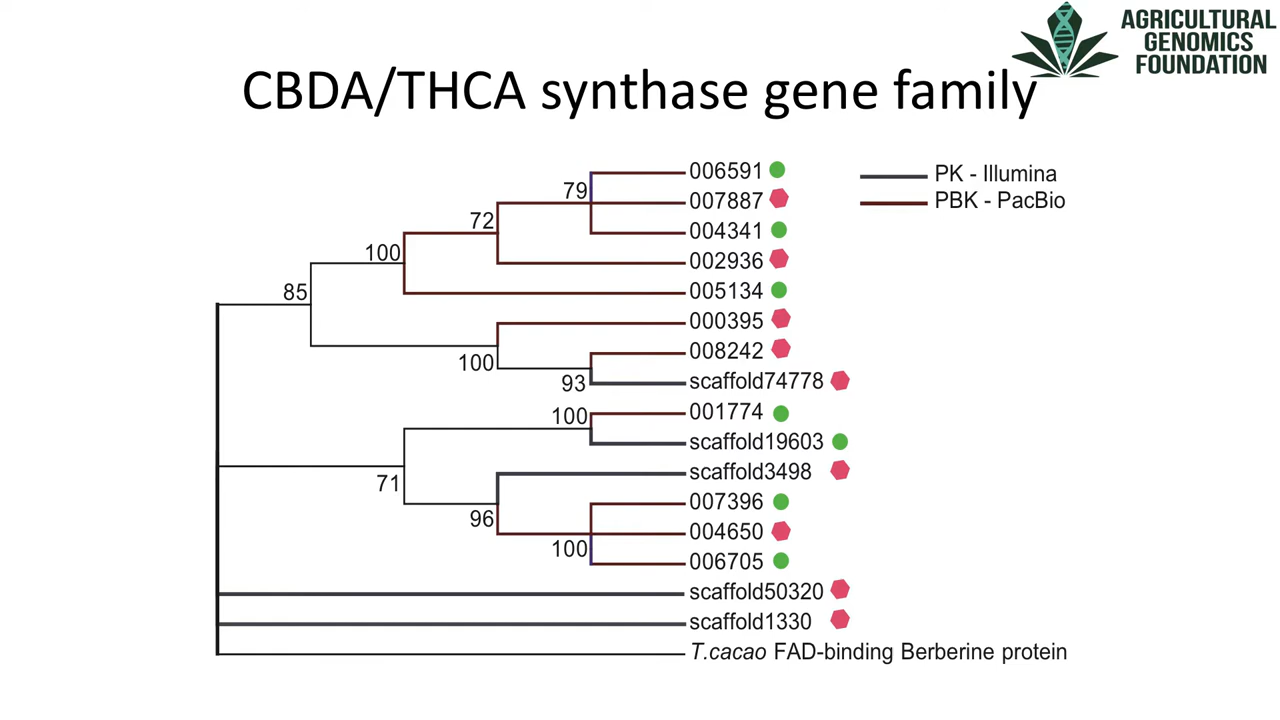 AGRICULTURAL
GENOMICS
FOUNDATION
CBDA/THCA synthase gene family
006591
PK - Illumina
79
007887
PBK - PacBio
72
004341
100
002936
85
005134
000395
100
008242
93
scaffold74778
100
001774
scaffold19603
71
scaffold3498
96
007396
100
004650
006705
scaffold50320
scaffold1330
T.cacao FAD-binding Berberine protein